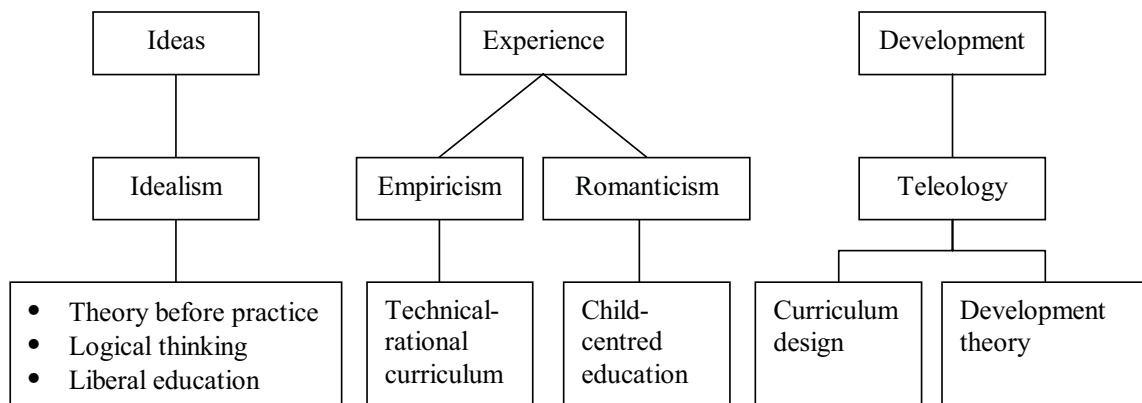 Ideas
Experience
Development
Idealism
Empiricism
Romanticism
Teleology
• Theory before practice
• Logical thinking
• Liberal education
Technical-
rational
curriculum
Child-
centred
education
Curriculum
design
Development
theory